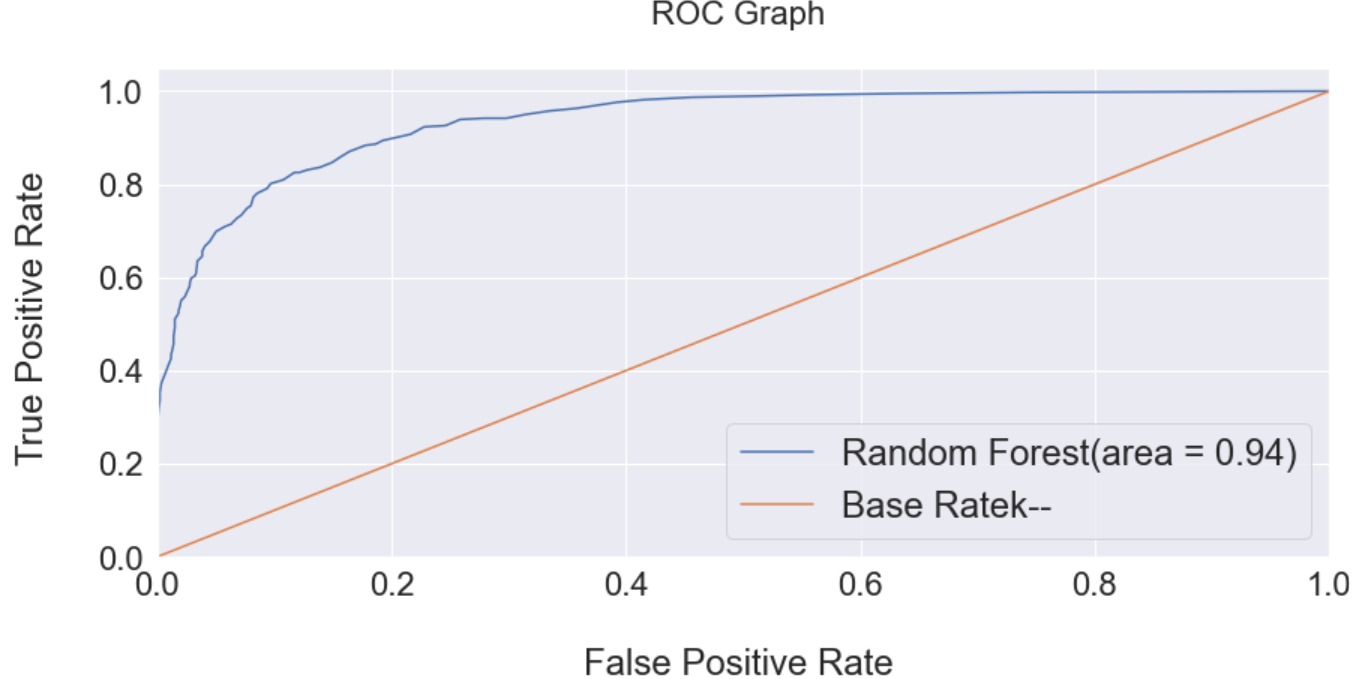 ROC Graph
True Positive Rate
1.0
0.8
0.6
0.4
0.2
0.0
Random Forest(area = 0.94)
Base Ratek--
0.0 0.2 0.4 0.6 0.8 1.0
False Positive Rate